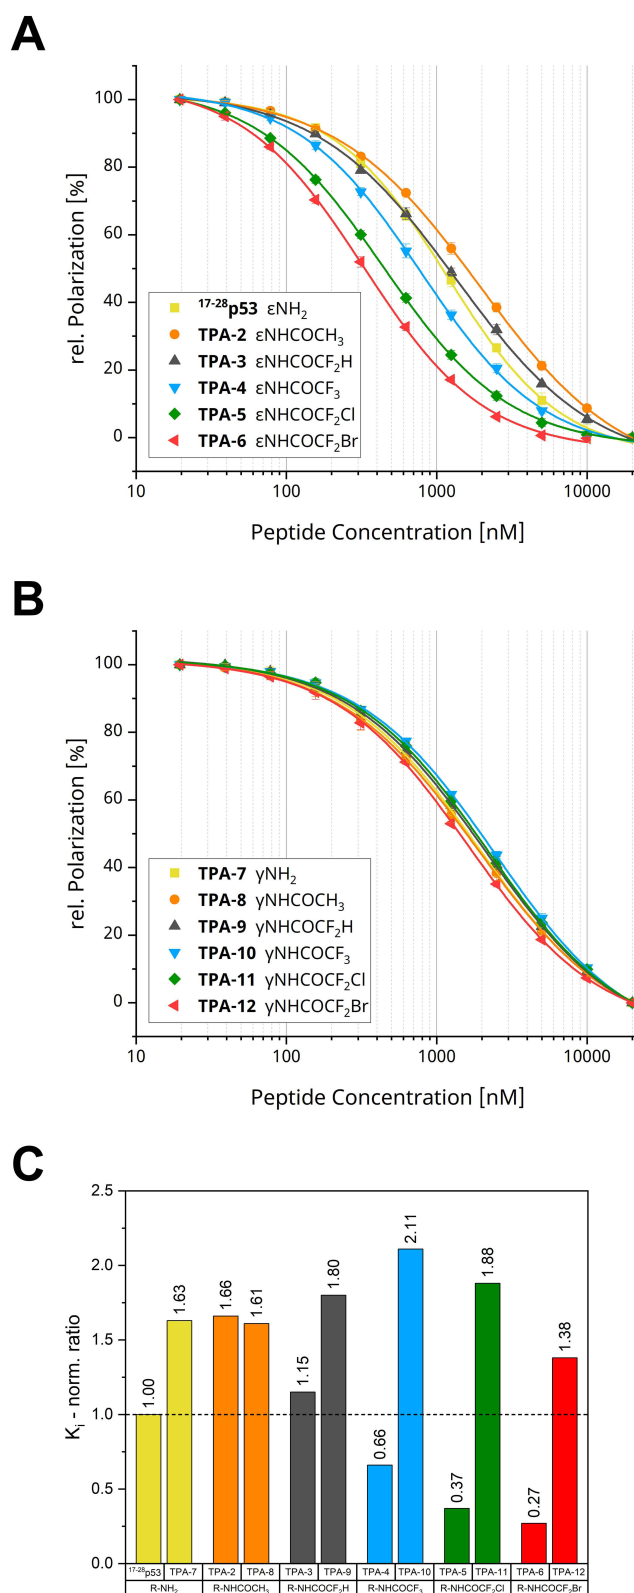 A
rel. Polarization [%]
100
80
60
40
20
0
17-28p53 εNH2
TPA-2 εNHCOCH3
TPA-3 εNHCOCF2H
TPA-4 εNHCOCF3
TPA-5 εNHCOCF2Cl
TPA-6 εNHCOCF2Br
10 100 1000 10000
Peptide Concentration [nM]
B
rel. Polarization [%]
100
80
60
40
20
0
TPA-7 γNH2
TPA-8 γNHCOCH3
TPA-9 γNHCOCF2H
TPA-10 γNHCOCF3
TPA-11 γNHCOCF2Cl
TPA-12 γNHCOCF2Br
10 100 1000 10000
Peptide Concentration [nM]
C
Ki - norm. ratio
2.5
2.0
1.5
1.0
0.5
0.0
1.00 1.63 1.66 1.61 1.15 1.80 0.66 2.11 0.37 1.88 0.27 1.38
17-28p53 TPA-7 TPA-2 TPA-8 TPA-3 TPA-9 TPA-4 TPA-10 TPA-5 TPA-11 TPA-6 TPA-12
R-NH2 R-NHCOCH3 R-NHCOCF2H R-NHCOCF3 R-NHCOCF2Cl R-NHCOCF2Br